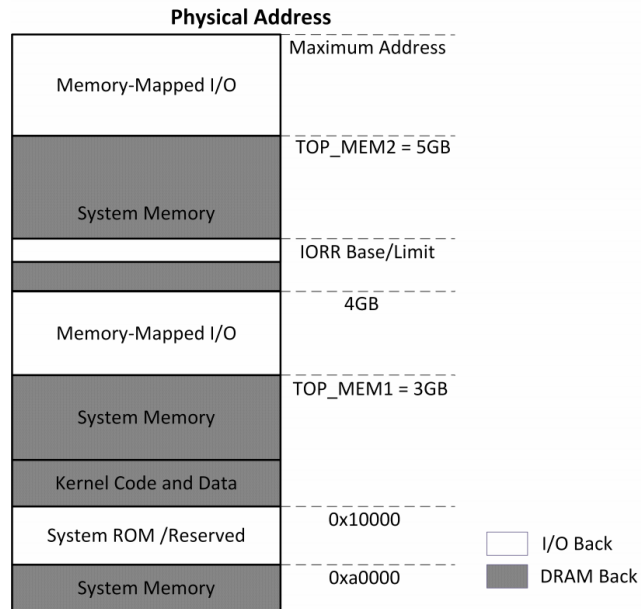 Physical Address
Maximum Address
Memory-Mapped I/O
TOP_MEM2 = 5GB
System Memory
IORR Base/Limit
4GB
Memory-Mapped I/O
TOP_MEM1 = 3GB
System Memory
Kernel Code and Data
0x10000
System ROM /Reserved
I/O Back
0xa0000
DRAM Back
System Memory